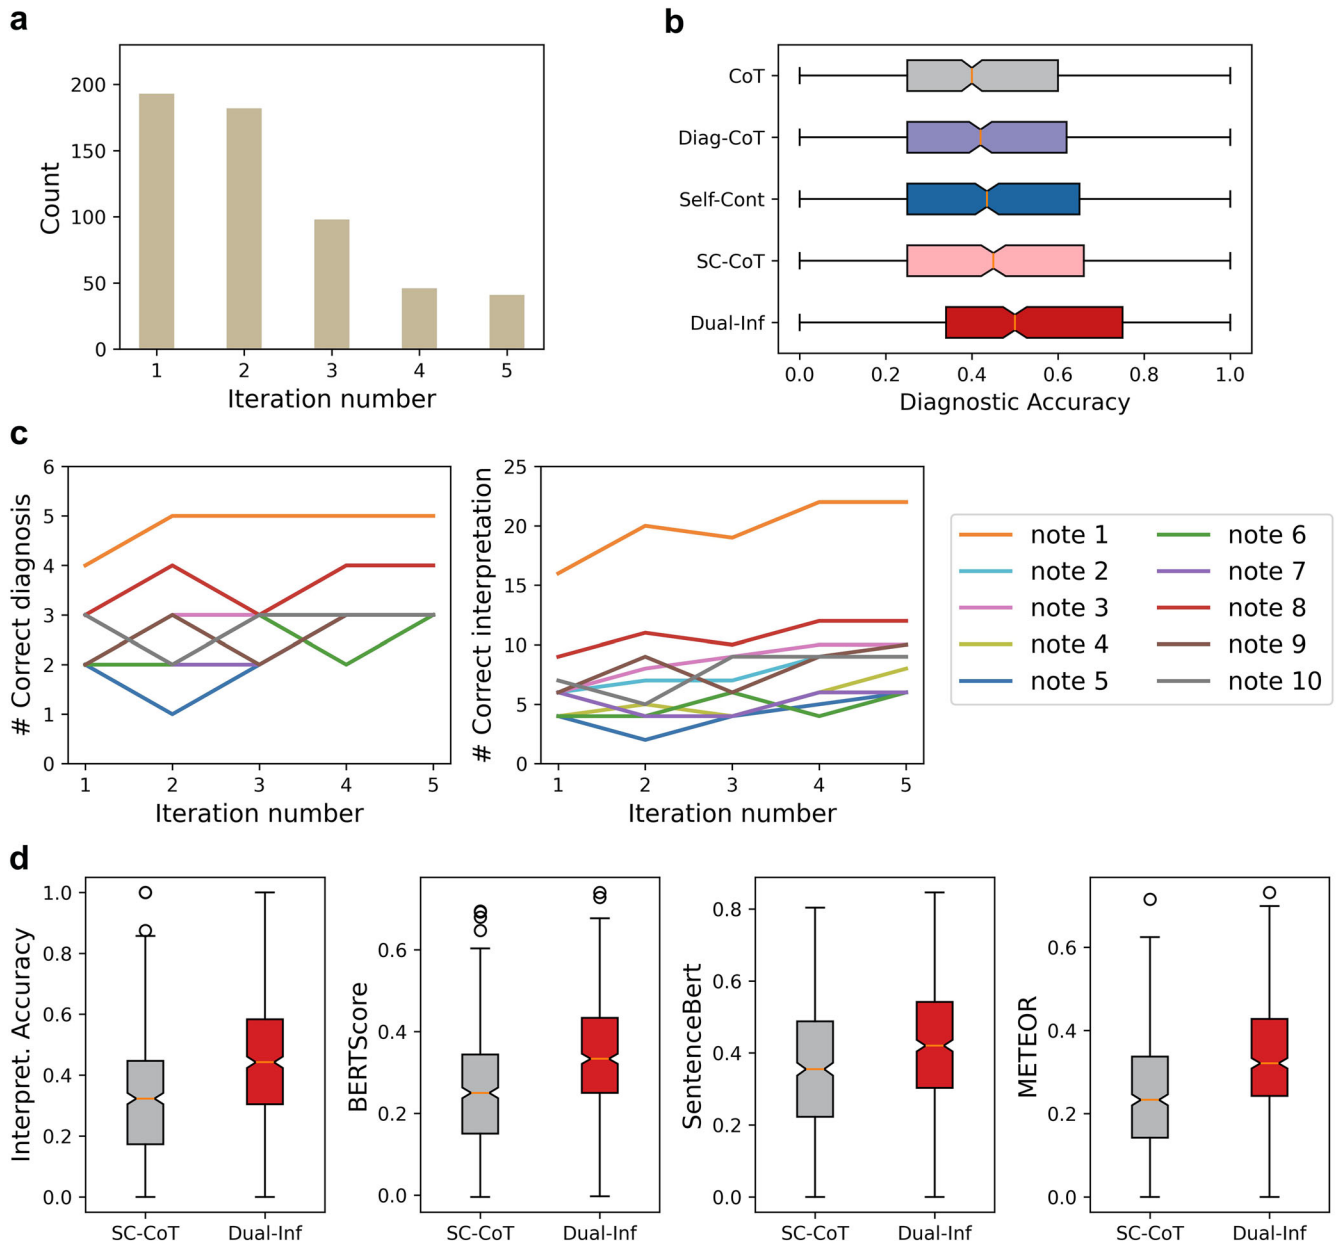 a
200
150
100
50
0
Count
1 2 3 4 5
Iteration number
b
CoT
Diag-CoT
Self-Cont
SC-CoT
Dual-Inf
0.0 0.2 0.4 0.6 0.8 1.0
Diagnostic Accuracy
c
6
5
4
3
2
1
0
# Correct diagnosis
1 2 3 4 5
Iteration number
25
20
15
10
5
0
# Correct interpretation
1 2 3 4 5
Iteration number
note 1
note 2
note 3
note 4
note 5
note 6
note 7
note 8
note 9
note 10
d
1.0
0.8
0.6
0.4
0.2
0.0
Interpret. Accuracy
SC-CoT Dual-Inf
0.6
0.4
0.2
0.0
BERTScore
SC-CoT Dual-Inf
0.8
0.6
0.4
0.2
0.0
SentenceBert
SC-CoT Dual-Inf
0.6
0.4
0.2
0.0
METEOR
SC-CoT Dual-Inf